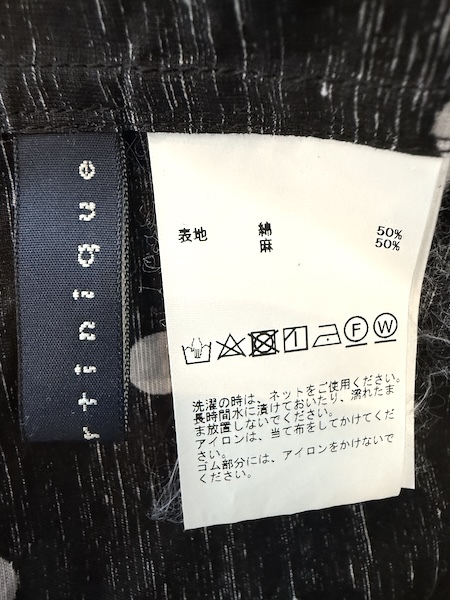 enquiry
表地 綿 50%
麻 50%
F W
洗濯の時は、ネットをご使用ください。
長時間水に漬けておいたり、濡れたま
ま放置しないでください。
アイロンは、当て布をしてかけてくだ
さい。
ゴム部分には、アイロンをかけないで
ください。